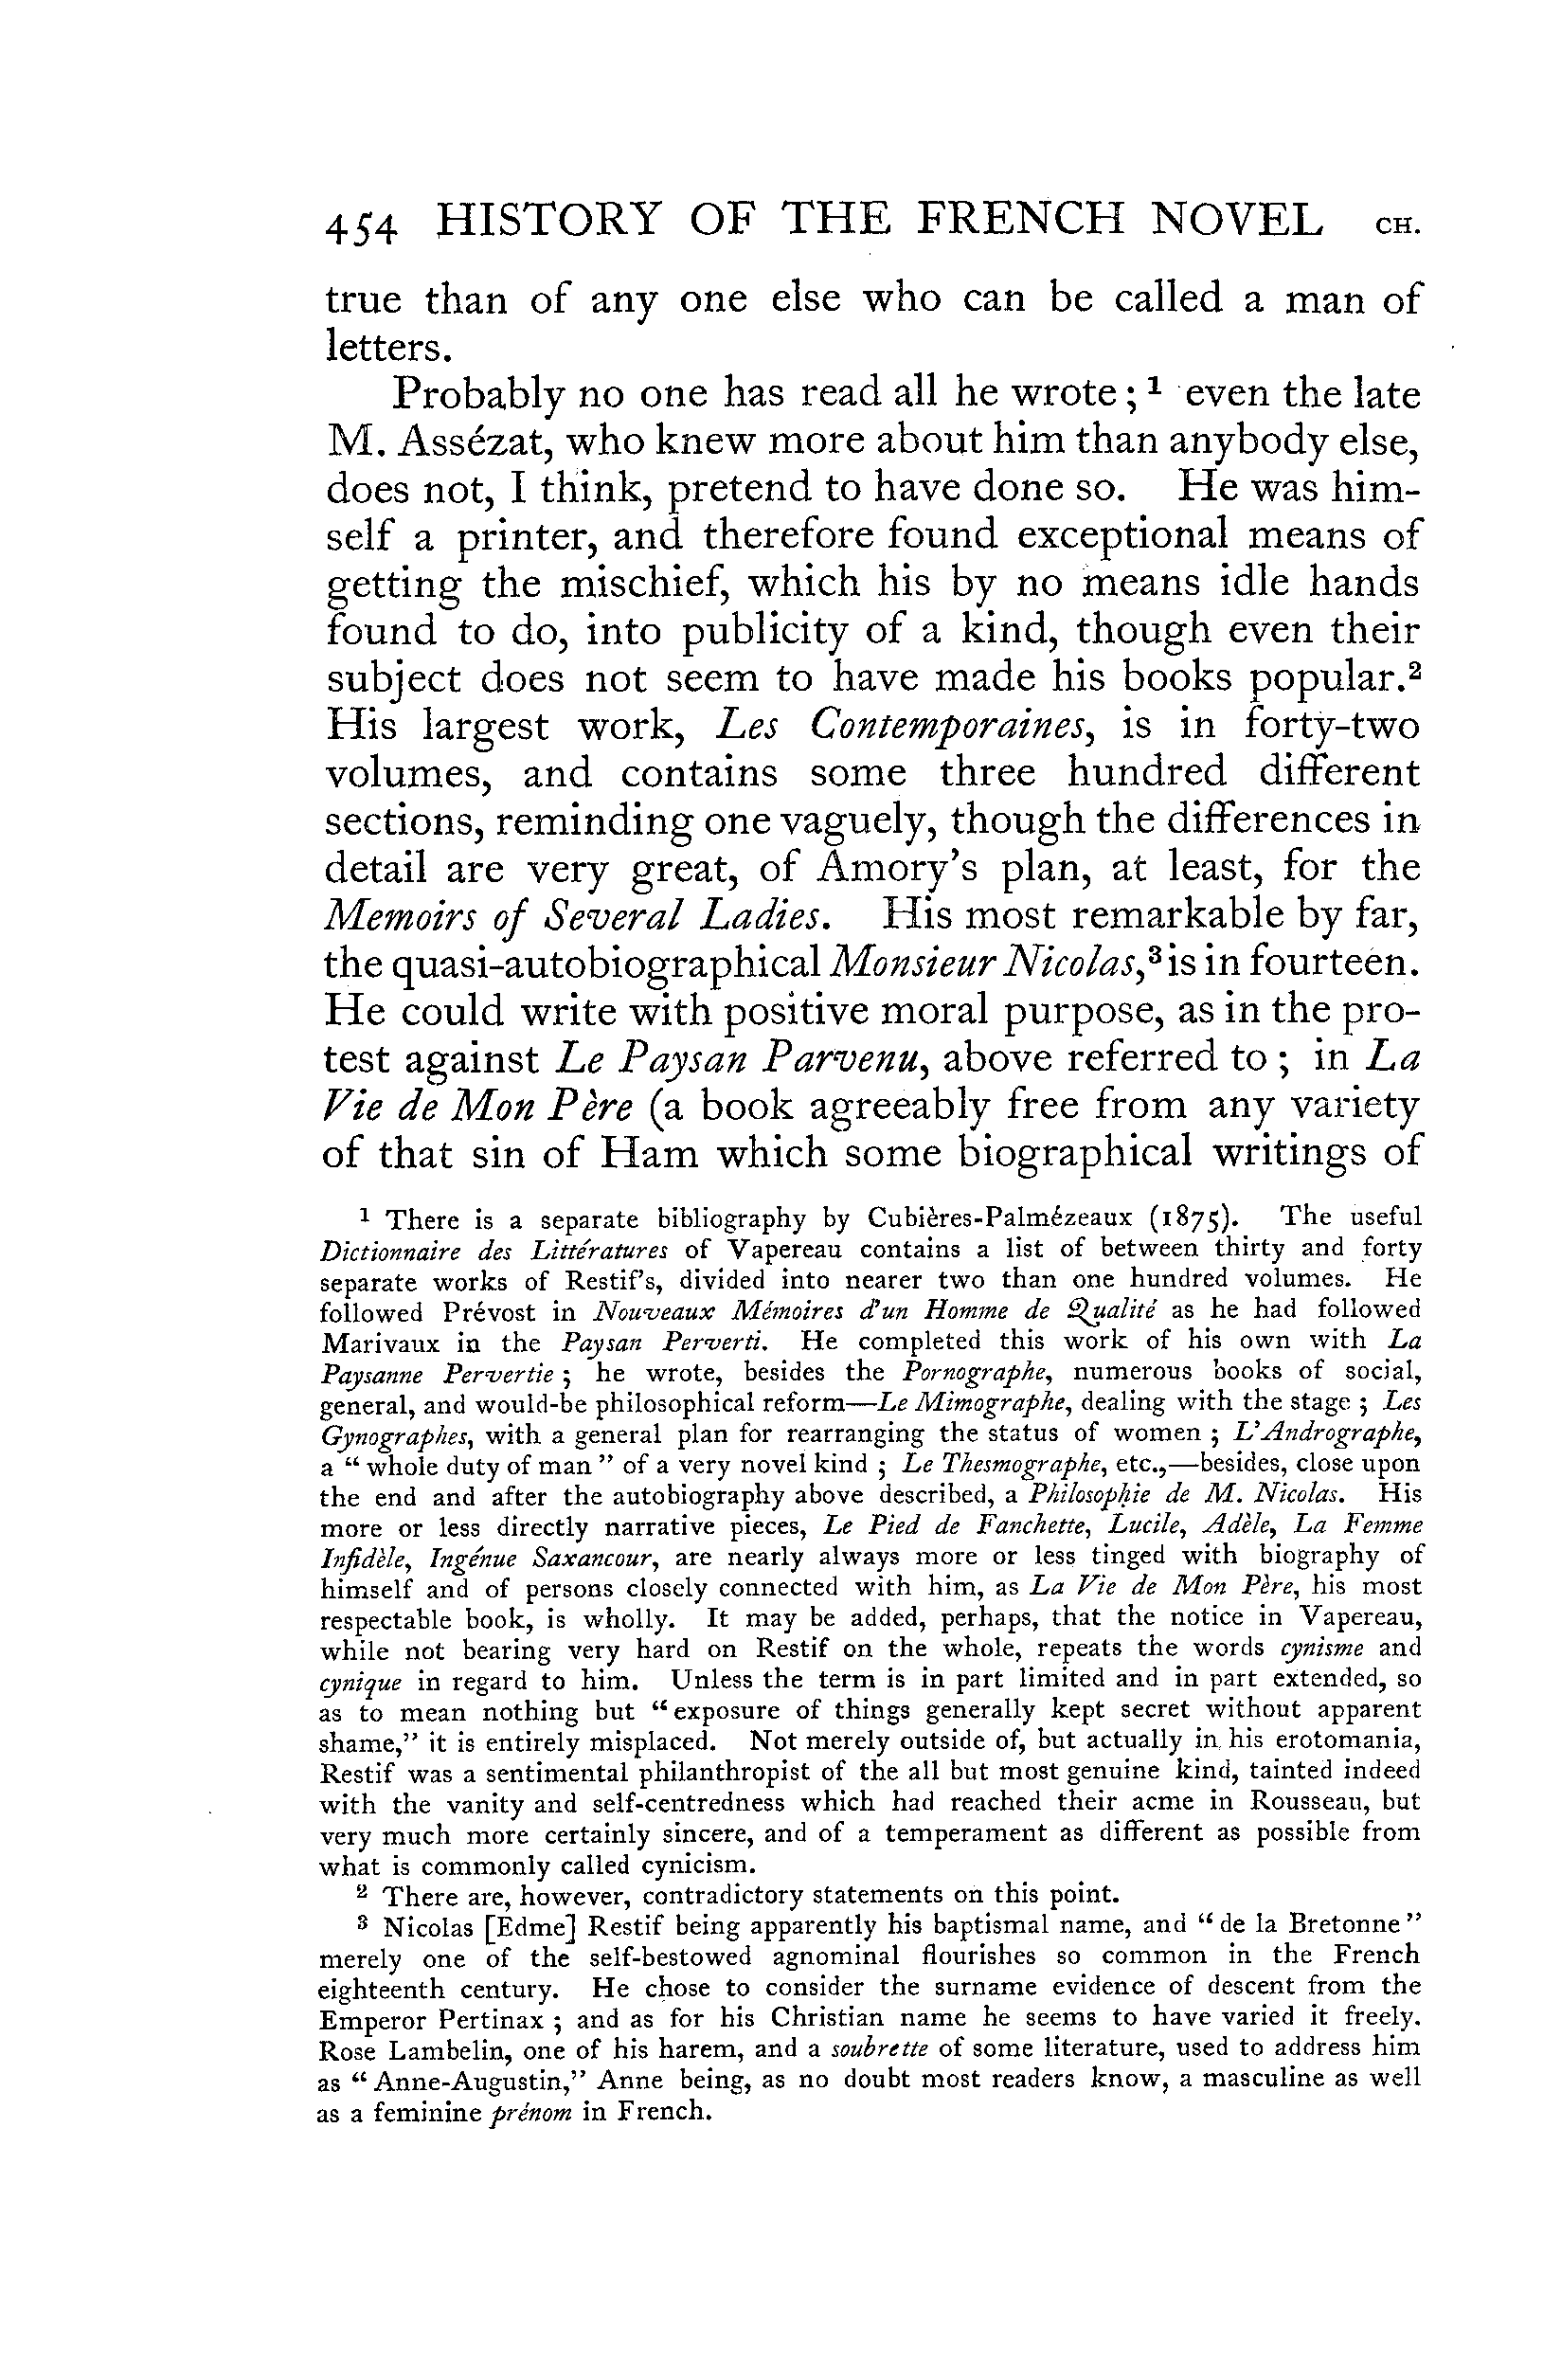 454 HISTORY OF THE FRENCH NOVEL CH.
true than of any one else who can be called a man of
letters.
Probably no one has read all he wrote ; ¹ even the late
M. Assézat, who knew more about him than anybody else,
does not, I think, pretend to have done so. He was him-
self a printer, and therefore found exceptional means of
getting the mischief, which his by no means idle hands
found to do, into publicity of a kind, though even their
subject does not seem to have made his books popular.²
His largest work, Les Contemporaines, is in forty-two
volumes, and contains some three hundred different
sections, reminding one vaguely, though the differences in
detail are very great, of Amory's plan, at least, for the
Memoirs of Several Ladies. His most remarkable by far,
the quasi-autobiographical Monsieur Nicolas,³ is in fourteen.
He could write with positive moral purpose, as in the pro-
test against Le Paysan Parvenu, above referred to ; in La
Vie de Mon Père (a book agreeably free from any variety
of that sin of Ham which some biographical writings of
¹ There is a separate bibliography by Cubières-Palmézeaux (1875). The useful
Dictionnaire des Littératures of Vapereau contains a list of between thirty and forty
separate works of Restif's, divided into nearer two than one hundred volumes. He
followed Prévost in Nouveaux Mémoires d'un Homme de Qualité as he had followed
Marivaux in the Paysan Perverti. He completed this work of his own with La
Paysanne Pervertie ; he wrote, besides the Pornographe, numerous books of social,
general, and would-be philosophical reform—Le Mimographe, dealing with the stage ; Les
Gynographes, with a general plan for rearranging the status of women ; L'Andrographe,
a " whole duty of man " of a very novel kind ; Le Thesmographe, etc.,—besides, close upon
the end and after the autobiography above described, a Philosophie de M. Nicolas. His
more or less directly narrative pieces, Le Pied de Fanchette, Lucile, Adèle, La Femme
Infidèle, Ingénue Saxancour, are nearly always more or less tinged with biography of
himself and of persons closely connected with him, as La Vie de Mon Père, his most
respectable book, is wholly. It may be added, perhaps, that the notice in Vapereau,
while not bearing very hard on Restif on the whole, repeats the words cynisme and
cynique in regard to him. Unless the term is in part limited and in part extended, so
as to mean nothing but "exposure of things generally kept secret without apparent
shame," it is entirely misplaced. Not merely outside of, but actually in his erotomania,
Restif was a sentimental philanthropist of the all but most genuine kind, tainted indeed
with the vanity and self-centredness which had reached their acme in Rousseau, but
very much more certainly sincere, and of a temperament as different as possible from
what is commonly called cynicism.
² There are, however, contradictory statements on this point.
³ Nicolas [Edme] Restif being apparently his baptismal name, and " de la Bretonne"
merely one of the self-bestowed agnominal flourishes so common in the French
eighteenth century. He chose to consider the surname evidence of descent from the
Emperor Pertinax ; and as for his Christian name he seems to have varied it freely.
Rose Lambelin, one of his harem, and a soubrette of some literature, used to address him
as " Anne-Augustin," Anne being, as no doubt most readers know, a masculine as well
as a feminine prénom in French.